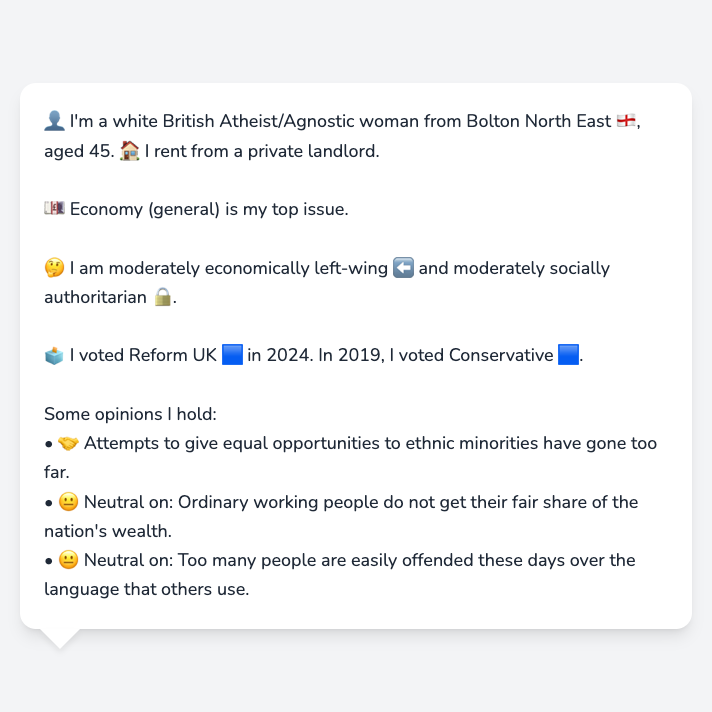 👤 I'm a white British Atheist/Agnostic woman from Bolton North East 🏴󠁧󠁢󠁥󠁮󠁧󠁿,
aged 45. 🏠 I rent from a private landlord.
💷 Economy (general) is my top issue.
🤔 I am moderately economically left-wing ⬅️ and moderately socially
authoritarian 🔒.
🗳️ I voted Reform UK 🟦 in 2024. In 2019, I voted Conservative 🟦.
Some opinions I hold:
• 🤝 Attempts to give equal opportunities to ethnic minorities have gone too
far.
• 😐 Neutral on: Ordinary working people do not get their fair share of the
nation's wealth.
• 😐 Neutral on: Too many people are easily offended these days over the
language that others use.